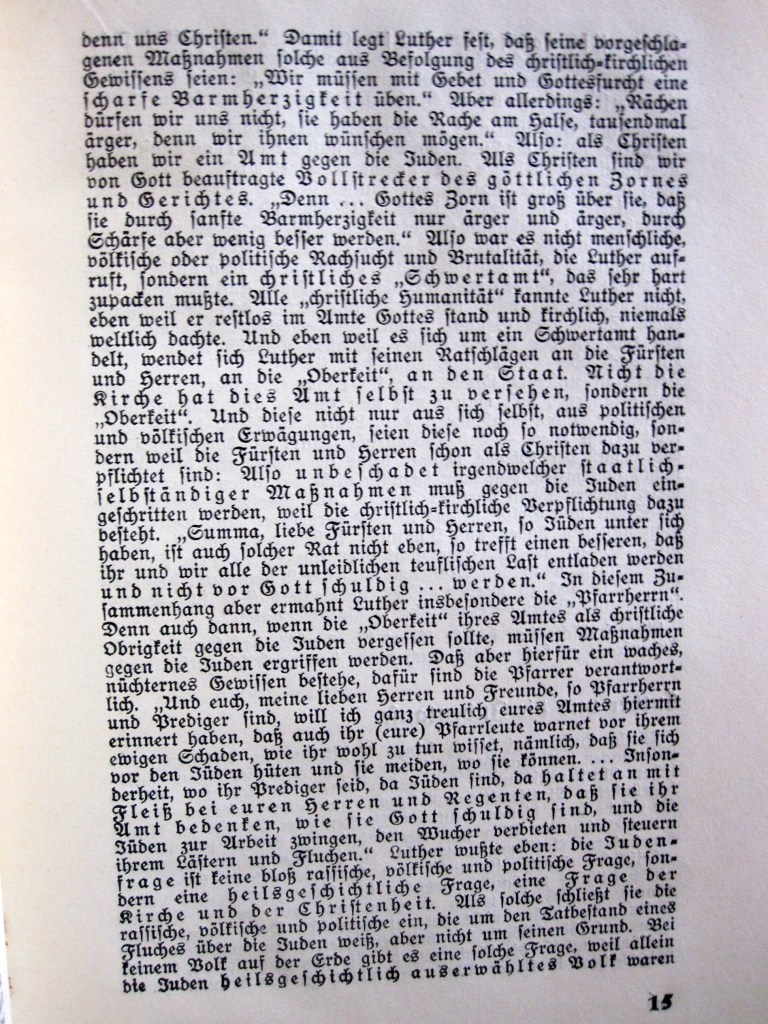 denn uns Christen.“ Damit legt Luther fest, daß seine vorgeschla-
genen Maßnahmen solche aus Befolgung des christlich-kirchlichen
Gewissens seien: „Wir müssen mit Gebet und Gottesfurcht eine
scharfe Barmherzigkeit üben.“ Aber allerdings: „Rächen
dürfen wir uns nicht, sie haben die Rache am Halse, tausendmal
ärger, denn wir ihnen wünschen mögen.“ Also: als Christen
haben wir ein Amt gegen die Juden. Als Christen sind wir
von Gott beauftragte Vollstrecker des göttlichen Zornes
und Gerichtes. „Denn ... Gottes Zorn ist groß über sie, daß
sie durch sanfte Barmherzigkeit nur ärger und ärger, durch
Schärfe aber wenig besser werden.“ Also war es nicht menschliche,
völkische oder politische Rachsucht und Brutalität, die Luther auf-
ruft, sondern ein christliches „Schwertamt“, das sehr hart
zupacken mußte. Alle „christliche Humanität“ kannte Luther nicht,
eben weil er restlos im Amte Gottes stand und kirchlich, niemals
weltlich dachte. Und eben weil es sich um ein Schwertamt han-
delt, wendet sich Luther mit seinen Ratschlägen an die Fürsten
und Herren, an die „Oberkeit“, an den Staat. Nicht die
Kirche hat dies Amt selbst zu versehen, sondern die
„Oberkeit“. Und diese nicht nur aus sich selbst, aus politischen
und völkischen Erwägungen, seien diese noch so notwendig, son-
dern weil die Fürsten und Herren schon als Christen dazu ver-
pflichtet sind: Also unbeschadet irgendwelcher staatlich-
selbständiger Maßnahmen muß gegen die Juden ein-
geschritten werden, weil die christlich-kirchliche Verpflichtung dazu
besteht. „Summa, liebe Fürsten und Herren, so Jüden unter sich
haben, ist auch solcher Rat nicht eben, so trefft einen besseren, daß
ihr und wir alle der unleidlichen teuflischen Last entladen werden
und nicht vor Gott schuldig ... werden.“ In diesem Zu-
sammenhang aber ermahnt Luther insbesondere die „Pfarrherrn“.
Denn auch dann, wenn die „Oberkeit“ ihres Amtes als christliche
Obrigkeit gegen die Juden vergessen sollte, müssen Maßnahmen
gegen die Juden ergriffen werden. Daß aber hierfür ein waches,
nüchternes Gewissen bestehe, dafür sind die Pfarrer verantwort-
lich. „Und euch, meine lieben Herren und Freunde, so Pfarrherrn
und Prediger sind, will ich ganz treulich eures Amtes hiermit
erinnert haben, daß auch ihr (eure) Pfarrleute warnet vor ihrem
ewigen Schaden, wie ihr wohl zu tun wisset, nämlich, daß sie sich
vor den Jüden hüten und sie meiden, wo sie können. ... Inson-
derheit, wo ihr Prediger seid, da Jüden sind, da haltet an mit
Fleiß bei euren Herren und Regenten, daß sie ihr
Amt bedenken, wie sie Gott schuldig sind, und die
Jüden zur Arbeit zwingen, den Wucher verbieten und steuern
ihrem Lästern und Fluchen.“ Luther wußte eben: die Juden-
frage ist keine bloß rassische, völkische und politische Frage, son-
dern eine heilsgeschichtliche Frage, eine Frage der
Kirche und der Christenheit. Als solche schließt sie die
rassische, völkische und politische ein, die um den Tatbestand eines
Fluches über die Juden weiß, aber nicht um seinen Grund. Bei
keinem Volk auf der Erde gibt es eine solche Frage, weil allein
die Juden heilsgeschichtlich auserwähltes Volk waren
15